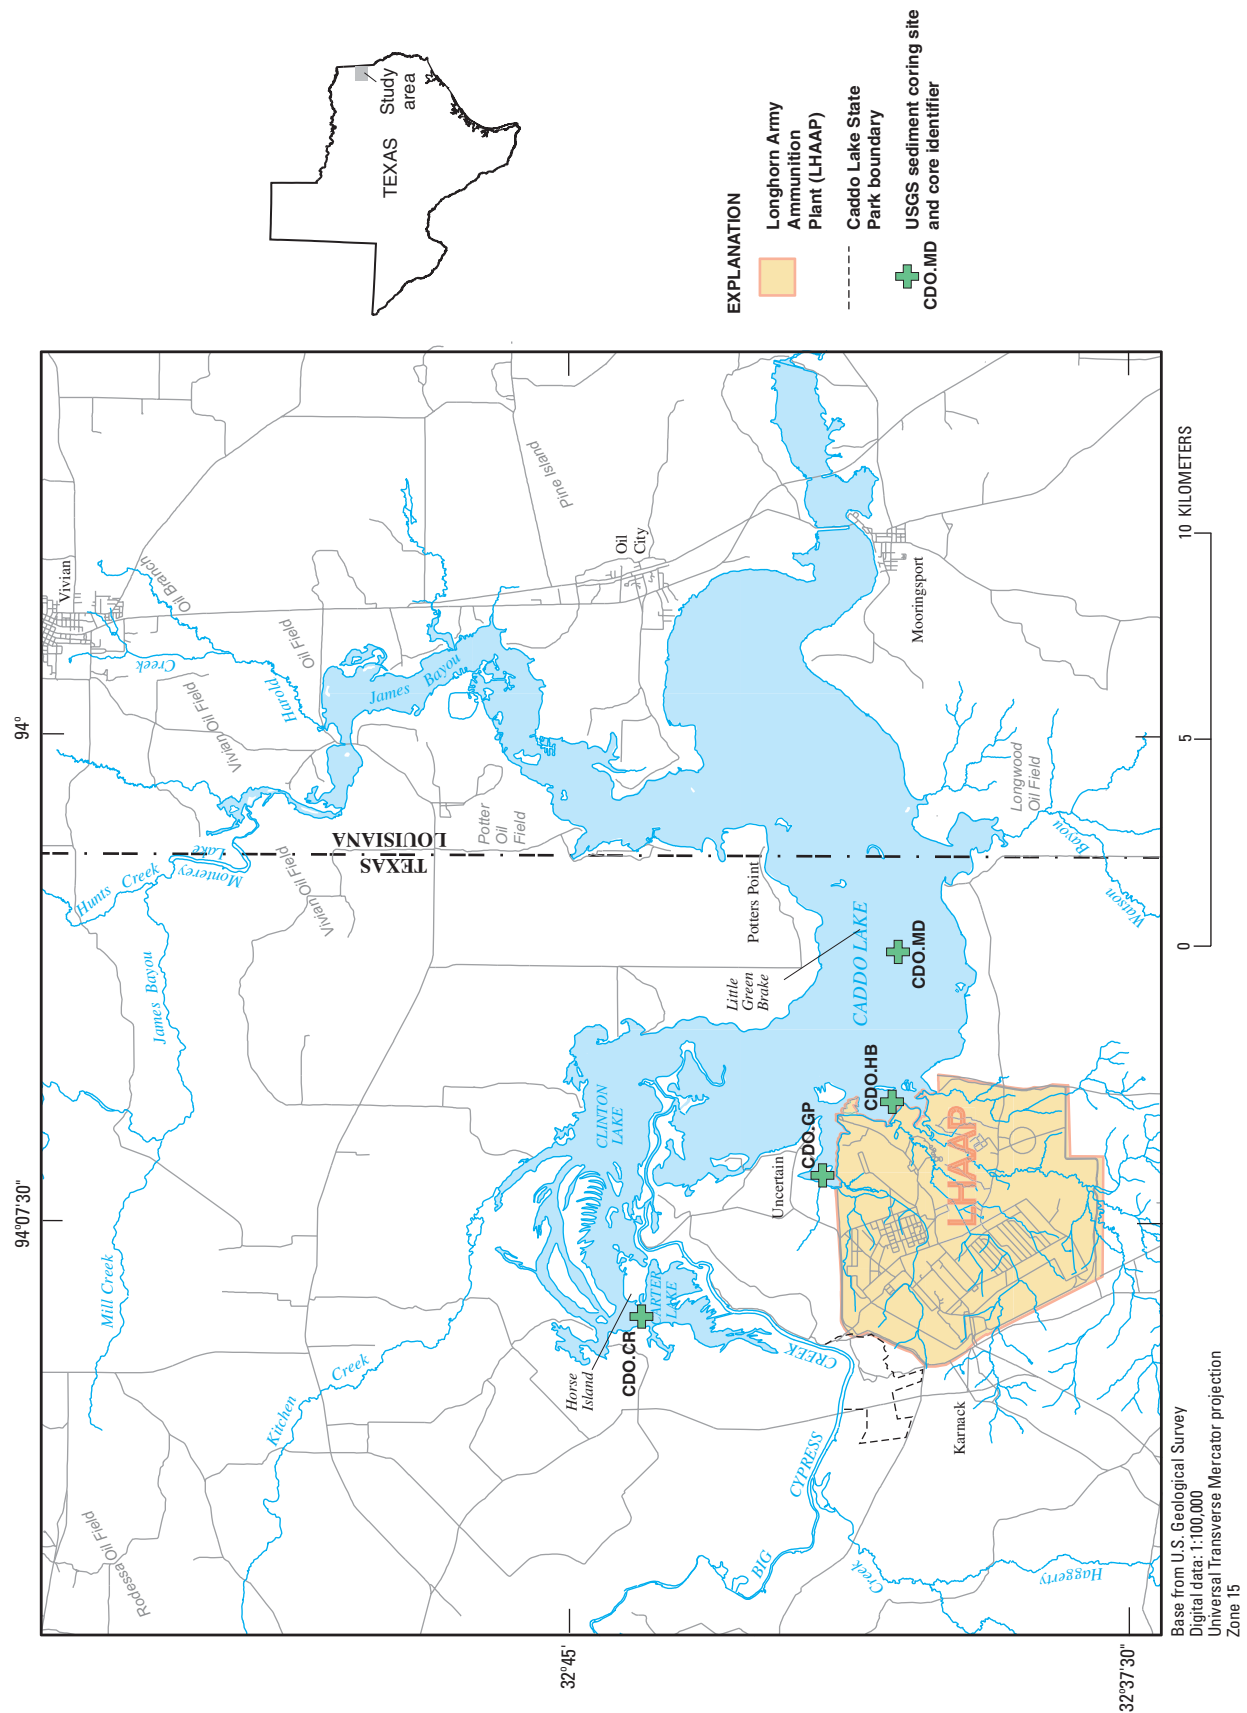 94°07'30"
94°
32°45'
32°37'30"
Rodessa Oil Field
Kitchen
Creek
Mill Creek
James Bayou
Hunts Creek
Monterey
Lake
Vivian Oil Field
Vivian Oil Field
Harold
Creek
Oil Branch
Vivian
Oil Field
James Bayou
TEXAS
LOUISIANA
Potter
Oil
Field
Pine Island
Oil
City
Horse
Island
CDO.CR
CARTER
LAKE
CLINTON
LAKE
Little
Green
Brake
Potters Point
CADDO LAKE
CDO.MD
CDO.HB
CDO.GP
Uncertain
LHAAP
Karnack
BIG
CYPRESS
CREEK
Haggerty
Creek
Mooringsport
Longwood
Oil Field
Watson
Bayou
Base from U.S. Geological Survey
Digital data: 1:100,000
Universal Transverse Mercator projection
Zone 15
0
5
10 KILOMETERS
TEXAS
Study
area
EXPLANATION
Longhorn Army
Ammunition
Plant (LHAAP)
Caddo Lake State
Park boundary
USGS sediment coring site
and core identifier
CDO.MD